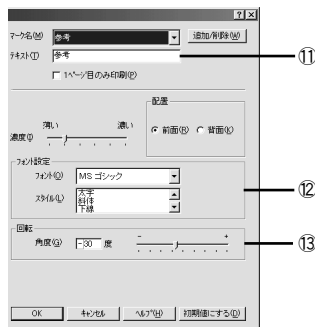 ? ×
マーク名(M) 参考 追加/削除(W)
テキスト(T) 参考 ⑪
1ページ目のみ印刷(P)
配置
薄い 濃い
濃度(I) 前面(R) 背面(K)
フォント設定
フォント(O) MS ゴシック
スタイル(L) 太字
斜体
下線
⑫
回転
角度(G) -30 度 - +
⑬
OK キャンセル ヘルプ(H) 初期値にする(D)